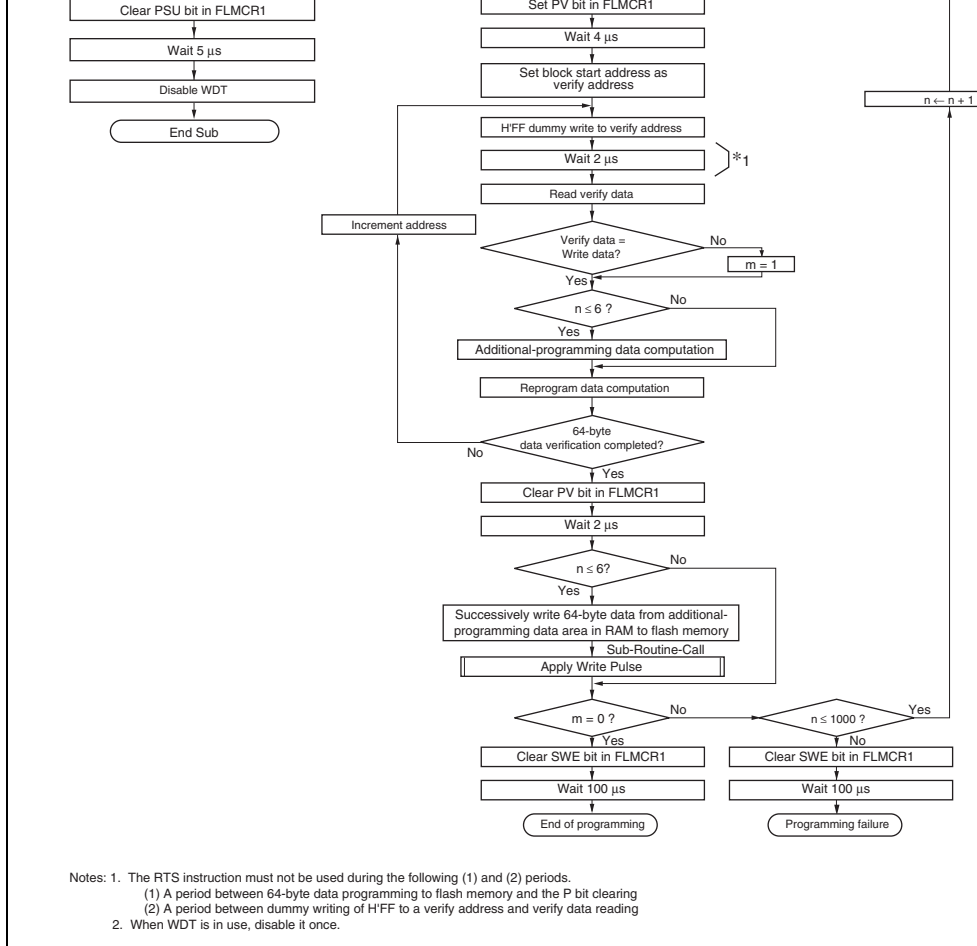 Clear PSU bit in FLMCR1
Wait 5 µs
Disable WDT
End Sub
Set PV bit in FLMCR1
Wait 4 µs
Set block start address as
verify address
H'FF dummy write to verify address
Wait 2 µs
*1
Read verify data
Increment address
Verify data =
Write data?
No
m = 1
Yes
n ≤ 6 ?
No
Yes
Additional-programming data computation
Reprogram data computation
64-byte
data verification completed?
No
Yes
Clear PV bit in FLMCR1
Wait 2 µs
n ≤ 6?
No
Yes
Successively write 64-byte data from additional-
programming data area in RAM to flash memory
Sub-Routine-Call
Apply Write Pulse
m = 0 ?
No
Yes
n ≤ 1000 ?
Yes
No
n ← n + 1
Clear SWE bit in FLMCR1
Clear SWE bit in FLMCR1
Wait 100 µs
Wait 100 µs
End of programming
Programming failure
Notes: 1. The RTS instruction must not be used during the following (1) and (2) periods.
(1) A period between 64-byte data programming to flash memory and the P bit clearing
(2) A period between dummy writing of H'FF to a verify address and verify data reading
2. When WDT is in use, disable it once.